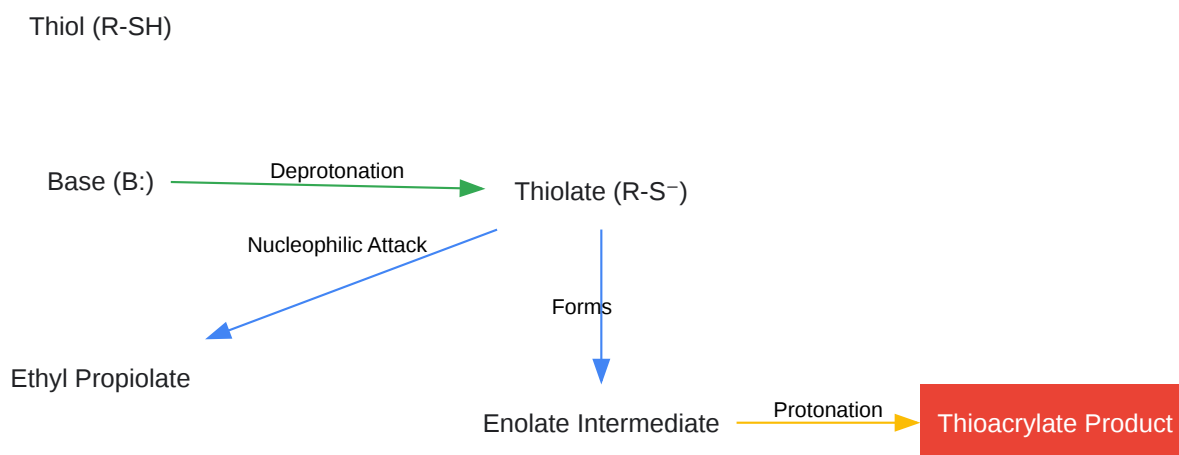 Thiol (R-SH)
Deprotonation
Base (B:)
Thiolate (R-S⁻)
Nucleophilic Attack
Forms
Ethyl Propiolate
Protonation
Enolate Intermediate
Thioacrylate Product